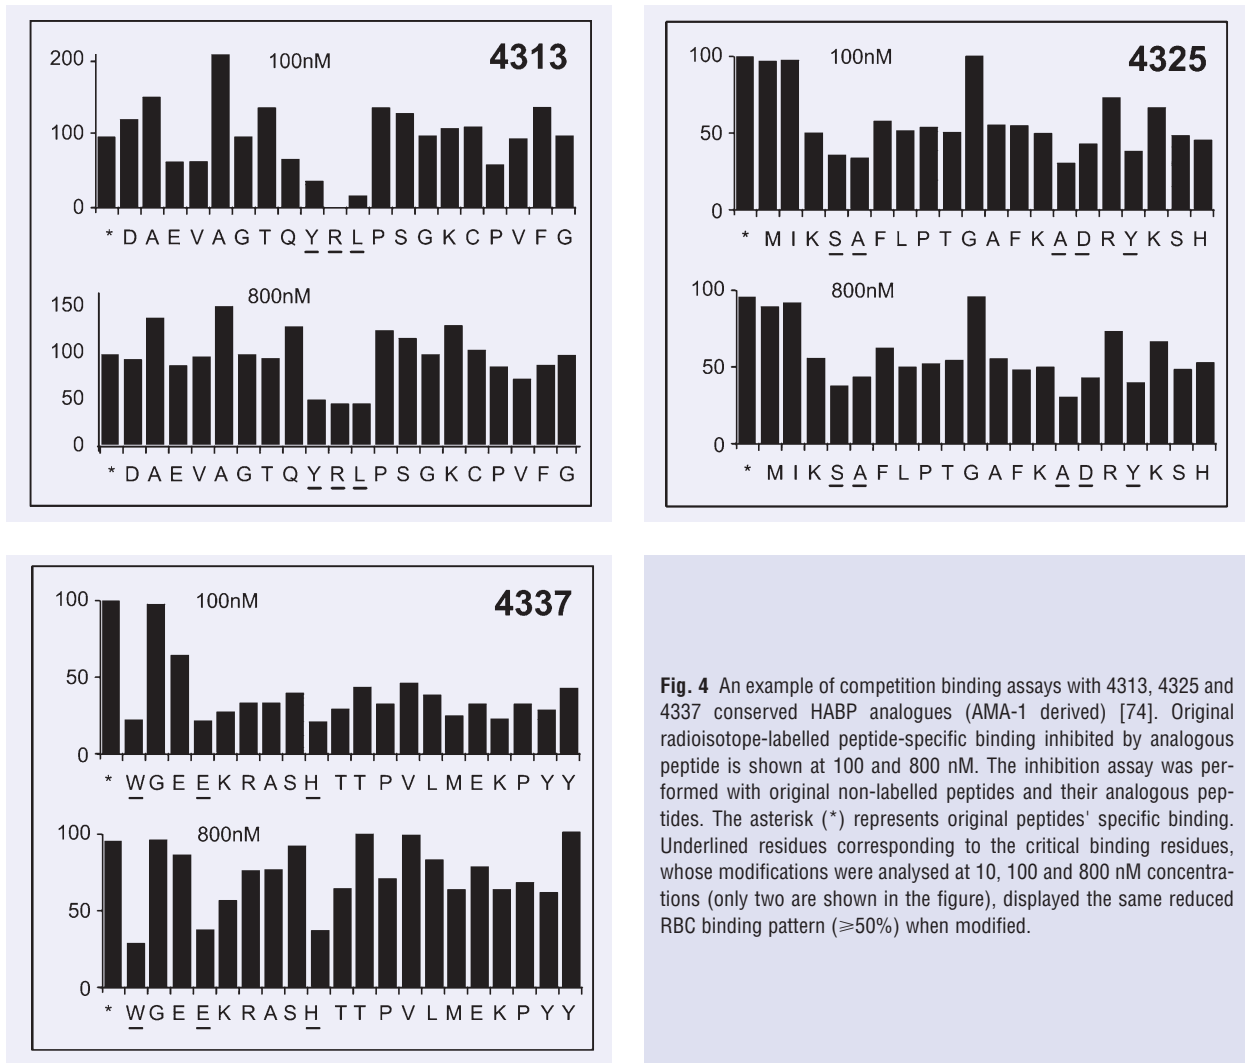 4313
100nM
200
100
0
* D A E V A G T Q Y R L P S G K C P V F G
800nM
150
100
50
0
* D A E V A G T Q Y R L P S G K C P V F G
4325
100nM
100
50
0
* M I K S A F L P T G A F K A D R Y K S H
800nM
100
50
0
* M I K S A F L P T G A F K A D R Y K S H
4337
100nM
100
50
0
* W G E E K R A S H T T P V L M E K P Y Y
800nM
100
50
0
* W G E E K R A S H T T P V L M E K P Y Y
Fig. 4 An example of competition binding assays with 4313, 4325 and
4337 conserved HABP analogues (AMA-1 derived) [74]. Original
radioisotope-labelled peptide-specific binding inhibited by analogous
peptide is shown at 100 and 800 nM. The inhibition assay was per-
formed with original non-labelled peptides and their analogous pep-
tides. The asterisk (*) represents original peptides' specific binding.
Underlined residues corresponding to the critical binding residues,
whose modifications were analysed at 10, 100 and 800 nM concentra-
tions (only two are shown in the figure), displayed the same reduced
RBC binding pattern (⩾50%) when modified.